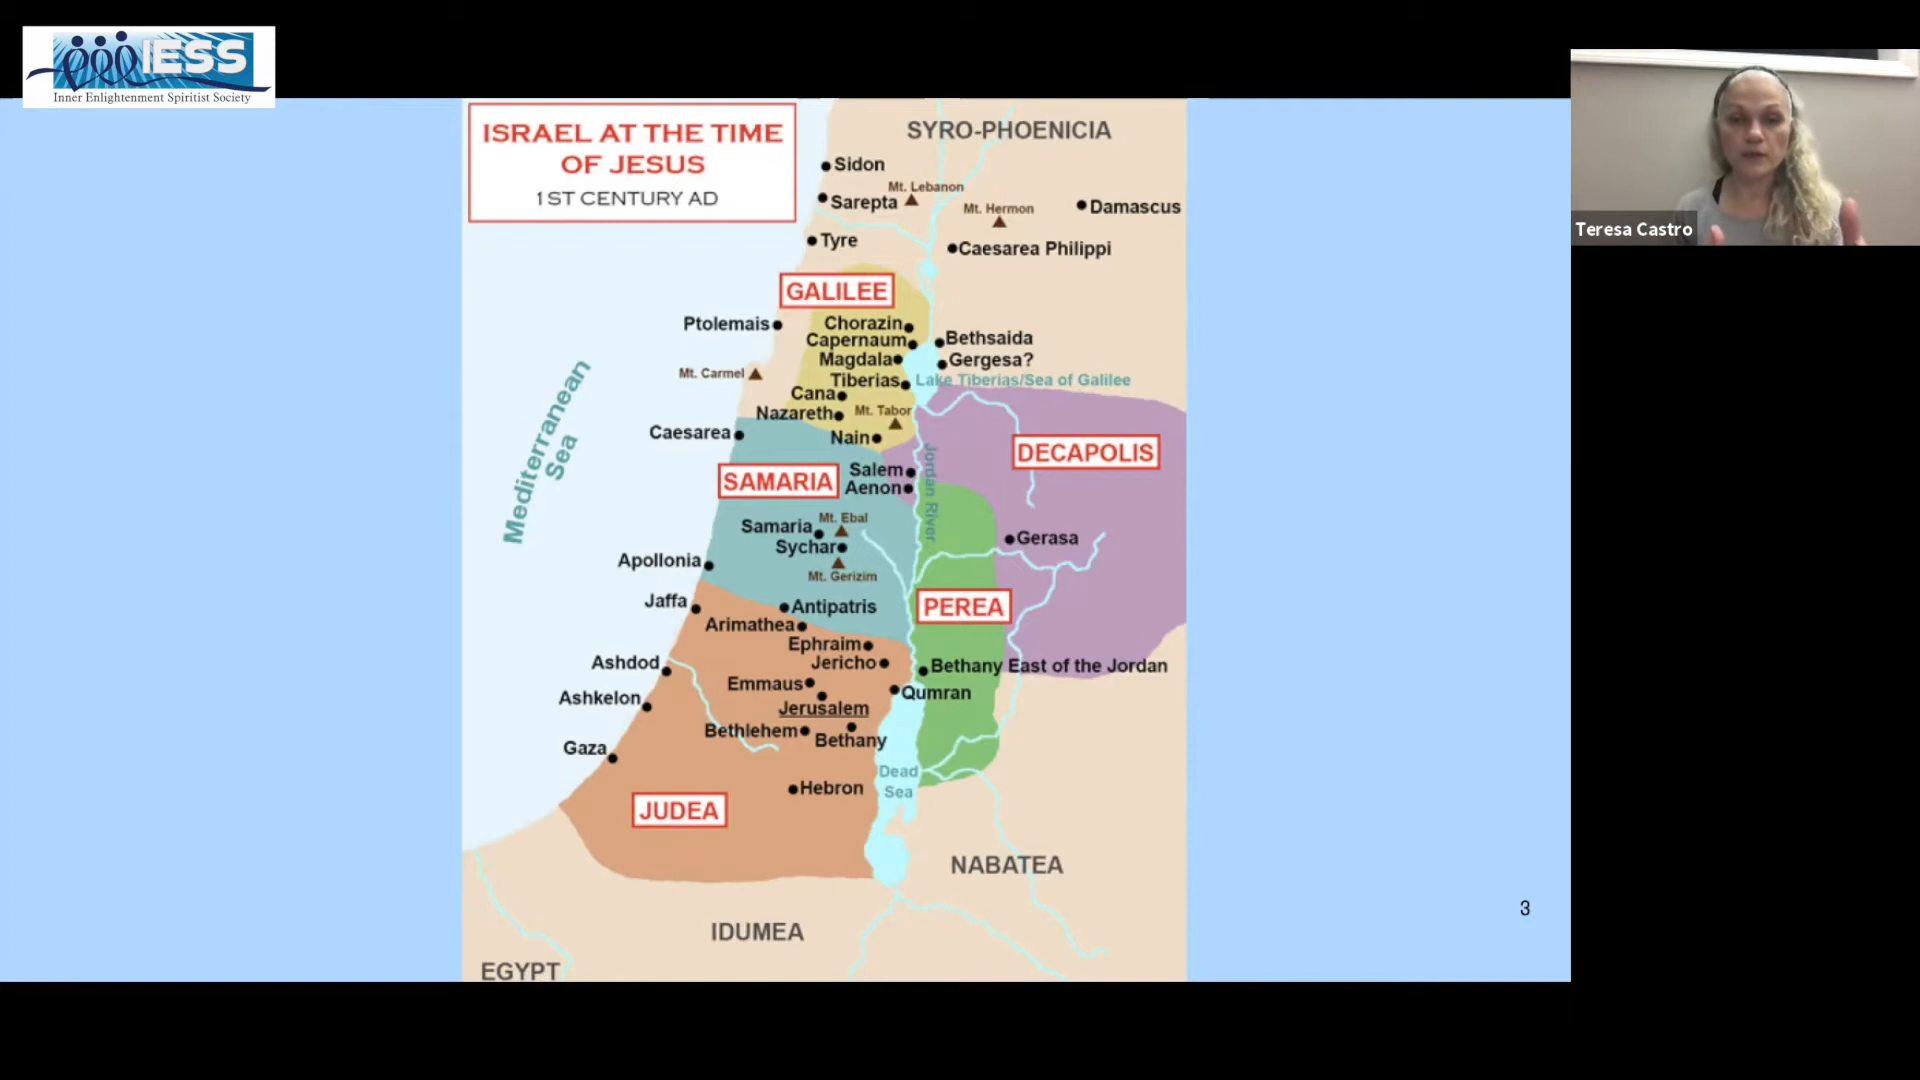 IESS
Inner Enlightenment Spiritist Society
ISRAEL AT THE TIME
OF JESUS
1ST CENTURY AD
SYRO-PHOENICIA
Sidon
Mt. Lebanon
Sarepta
Mt. Hermon
Damascus
Tyre
Caesarea Philippi
Teresa Castro
GALILEE
Ptolemais
Chorazin
Capernaum
Bethsaida
Magdala
Gergesa?
Mt. Carmel
Tiberias
Lake Tiberias/Sea of Galilee
Cana
Nazareth
Mt. Tabor
Mediterranean
Sea
Caesarea
Nain
DECAPOLIS
Jordan River
SAMARIA
Salem
Aenon
Samaria
Mt. Ebal
Sychar
Gerasa
Apollonia
Mt. Gerizim
Jaffa
Antipatris
PEREA
Arimathea
Ephraim
Ashdod
Jericho
Bethany East of the Jordan
Emmaus
Qumran
Ashkelon
Jerusalem
Bethlehem
Bethany
Gaza
Dead
Sea
Hebron
JUDEA
NABATEA
3
IDUMEA
EGYPT